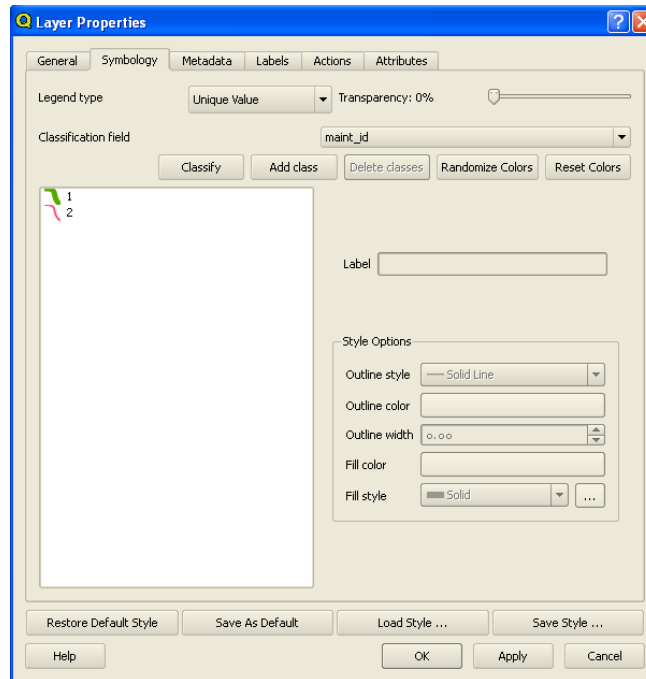 Layer Properties
General Symbology Metadata Labels Actions Attributes
Legend type Unique Value Transparency: 0%
Classification field maint_id
Classify Add class Delete classes Randomize Colors Reset Colors
1
2
Label
Style Options
Outline style Solid Line
Outline color
Outline width 0.00
Fill color
Fill style Solid ...
Restore Default Style Save As Default Load Style ... Save Style ...
Help OK Apply Cancel